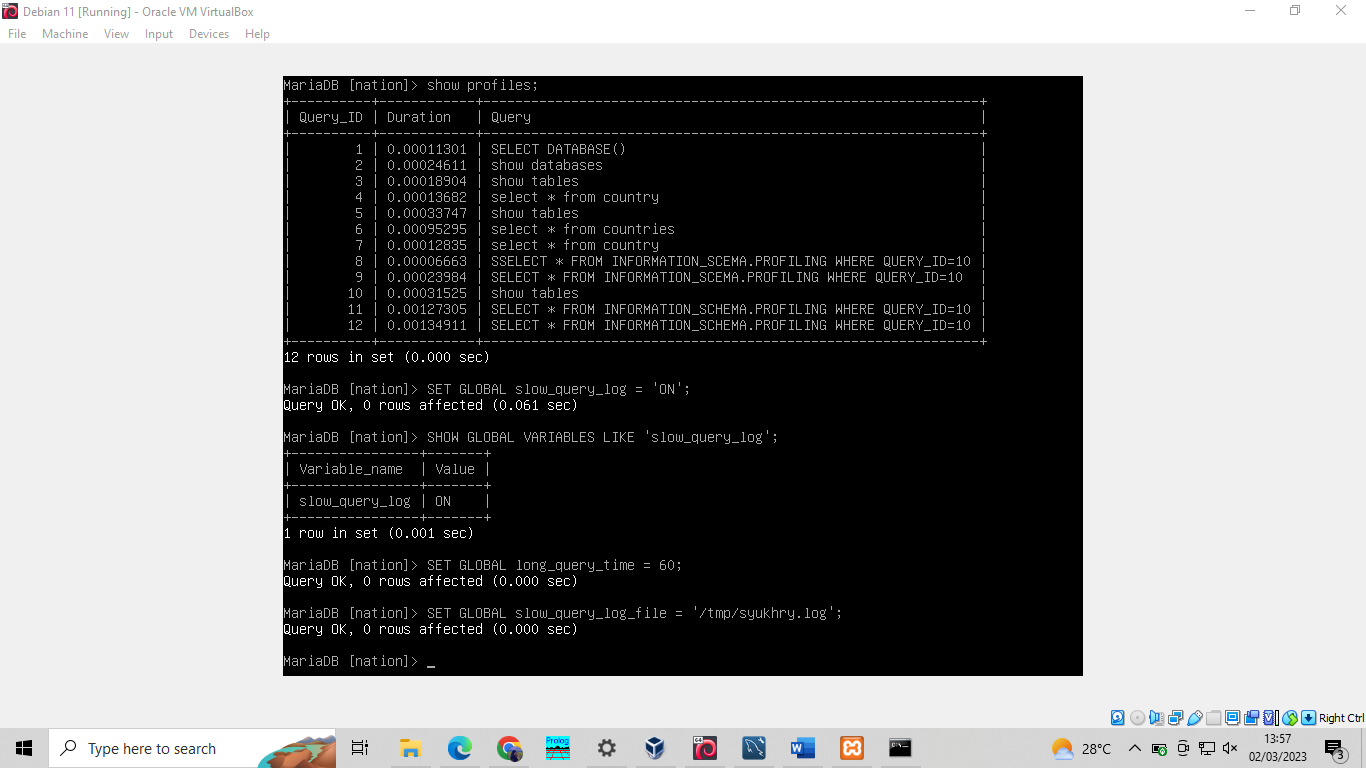 Debian 11 [Running] - Oracle VM VirtualBox
File Machine View Input Devices Help
MariaDB [nation]> show profiles;
+----------+------------+--------------------------------------------------------------+
| Query_ID | Duration   | Query                                                        |
+----------+------------+--------------------------------------------------------------+
|        1 | 0.00011301 | SELECT DATABASE()                                            |
|        2 | 0.00024611 | show databases                                               |
|        3 | 0.00018904 | show tables                                                  |
|        4 | 0.00013682 | select * from country                                        |
|        5 | 0.00033747 | show tables                                                  |
|        6 | 0.00095295 | select * from countries                                      |
|        7 | 0.00012835 | select * from country                                        |
|        8 | 0.00006663 | SSELECT * FROM INFORMATION_SCEMA.PROFILING WHERE QUERY_ID=10 |
|        9 | 0.00023984 | SELECT * FROM INFORMATION_SCEMA.PROFILING WHERE QUERY_ID=10  |
|       10 | 0.00031525 | show tables                                                  |
|       11 | 0.00127305 | SELECT * FROM INFORMATION_SCHEMA.PROFILING WHERE QUERY_ID=10 |
|       12 | 0.00134911 | SELECT * FROM INFORMATION_SCHEMA.PROFILING WHERE QUERY_ID=10 |
+----------+------------+--------------------------------------------------------------+
12 rows in set (0.000 sec)
MariaDB [nation]> SET GLOBAL slow_query_log = 'ON';
Query OK, 0 rows affected (0.061 sec)
MariaDB [nation]> SHOW GLOBAL VARIABLES LIKE 'slow_query_log';
+----------------+-------+
| Variable_name  | Value |
+----------------+-------+
| slow_query_log | ON    |
+----------------+-------+
1 row in set (0.001 sec)
MariaDB [nation]> SET GLOBAL long_query_time = 60;
Query OK, 0 rows affected (0.000 sec)
MariaDB [nation]> SET GLOBAL slow_query_log_file = '/tmp/syukhry.log';
Query OK, 0 rows affected (0.000 sec)
MariaDB [nation]> _
Right Ctrl
Type here to search
Prolog
28°C
13:57
02/03/2023
3